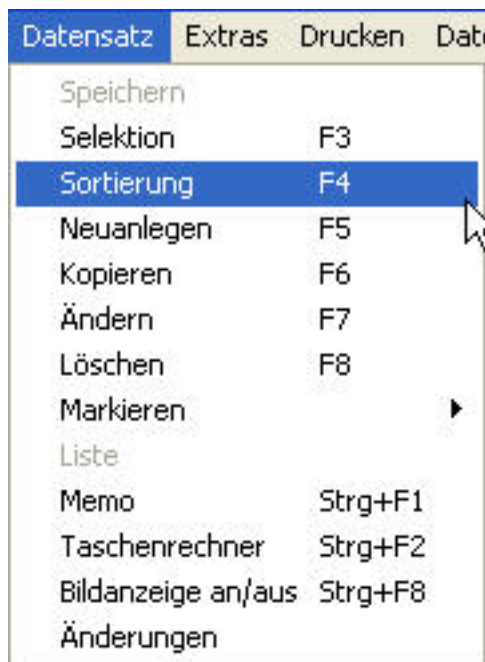 Datensatz Extras Drucken
Speichern
Selektion F3
Sortierung F4
Neuanlegen F5
Kopieren F6
Ändern F7
Löschen F8
Markieren
Liste
Memo Strg+F1
Taschenrechner Strg+F2
Bildanzeige an/aus Strg+F8
Änderungen